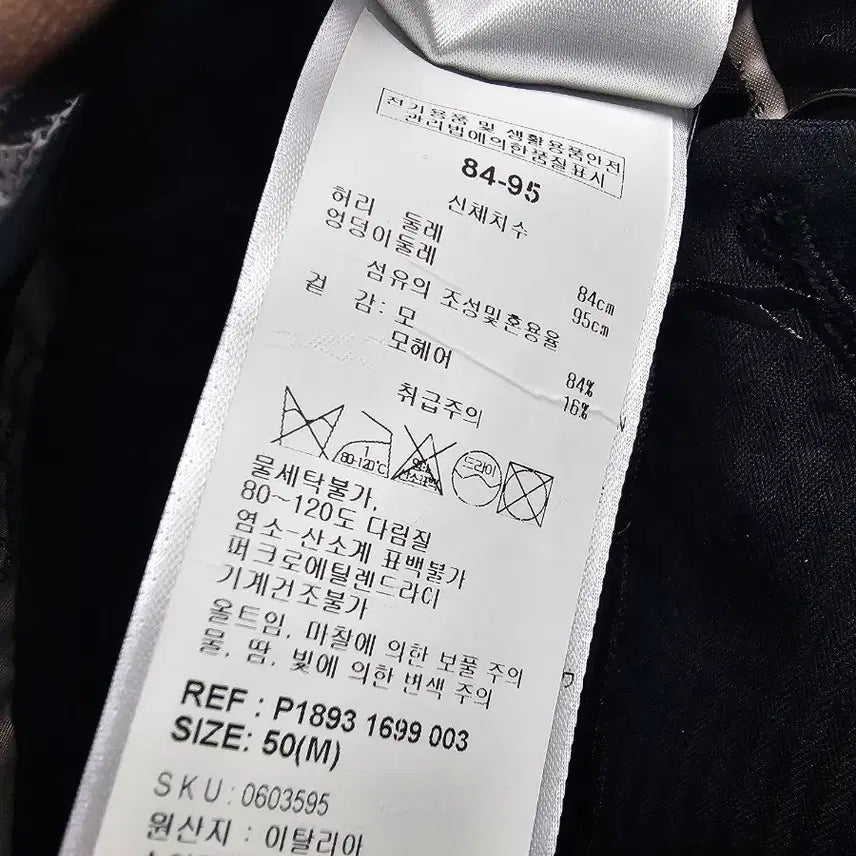 전기용품 및 생활용품안전
관리법에의한품질표시
84-95
신체치수
허리 둘레 84cm
엉덩이둘레 95cm
섬유의 조성및혼용율
겉 감: 모 84%
모헤어 16%
취급주의
1
80-120℃
염소
산소표백
드라이
물세탁불가,
80~120도 다림질
염소-산소계 표백불가
퍼크로에틸렌드라이
기계건조불가
올트임, 마찰에 의한 보풀 주의
물, 땀, 빛에 의한 변색 주의
REF : P1893 1699 003
SIZE: 50(M)
SKU: 0603595
원산지 : 이탈리아